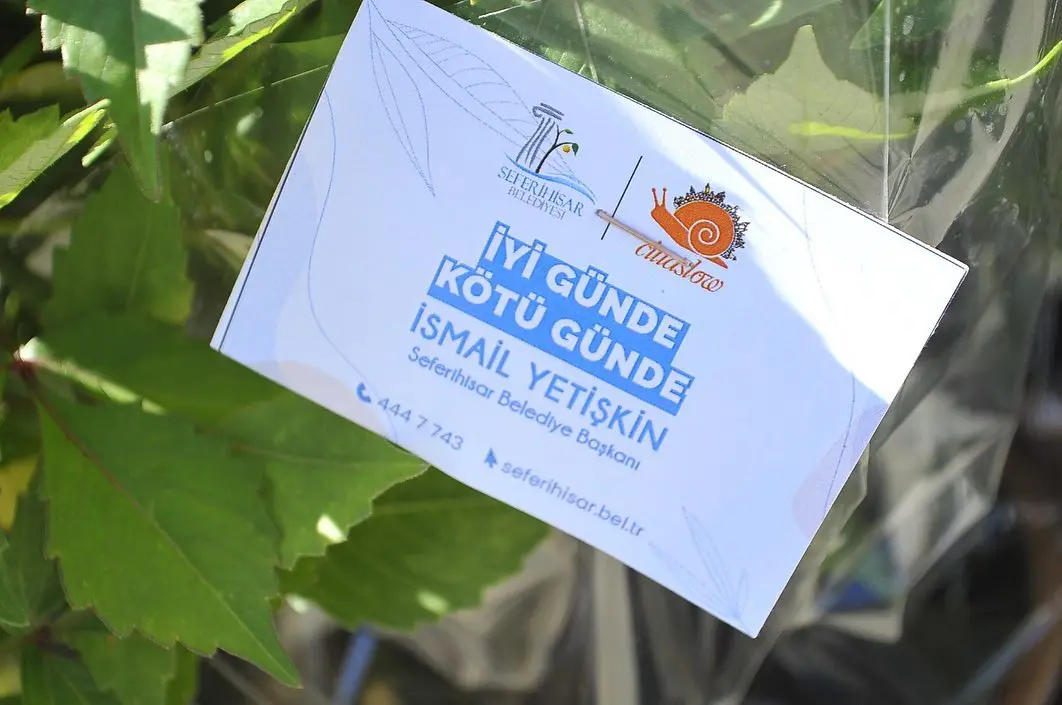 SEFERİHİSAR
BELEDİYESİ
cittaslow
İYİ GÜNDE
KÖTÜ GÜNDE
İSMAİL YETİŞKİN
Seferihisar Belediye Başkanı
444 7 743
seferihisar.bel.tr